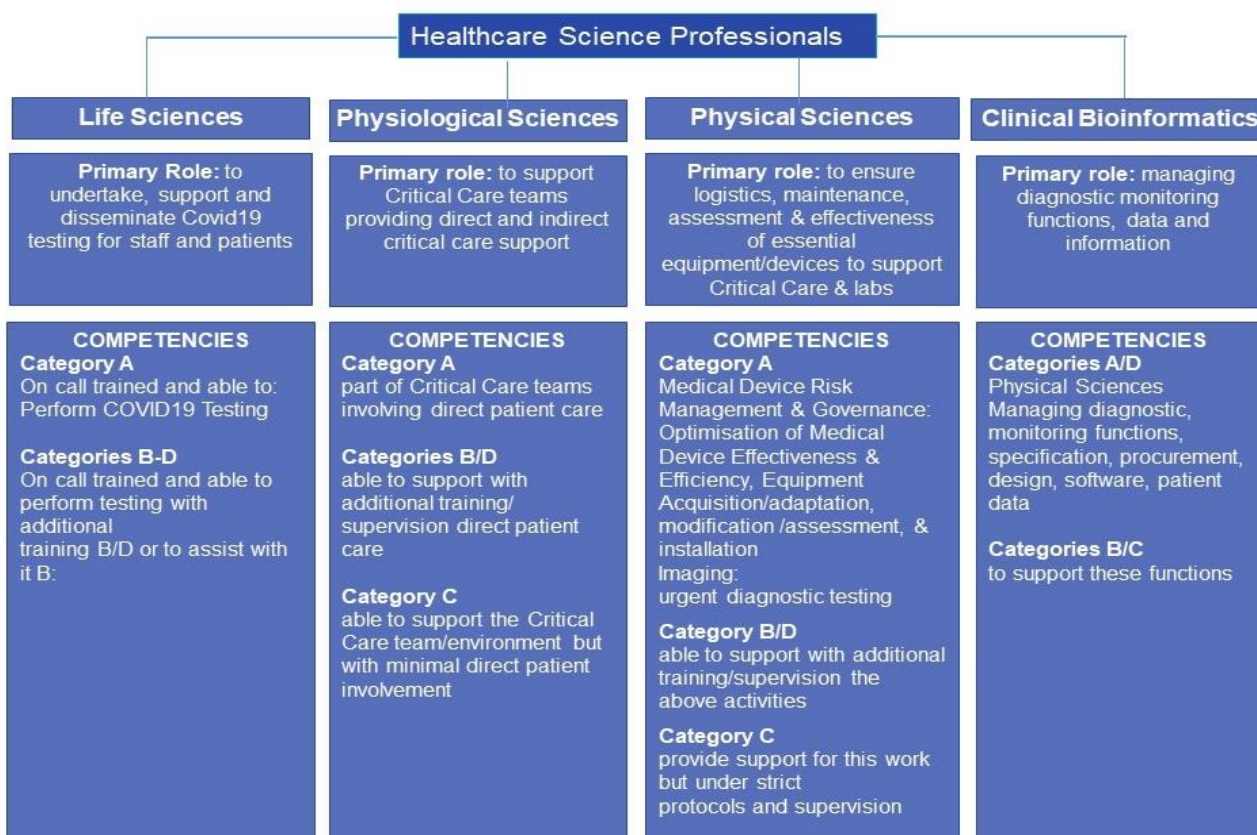 Healthcare Science Professionals
Life Sciences
Primary Role: to
undertake, support and
disseminate Covid19
testing for staff and patients
COMPETENCIES
Category A
On call trained and able to:
Perform COVID19 Testing
Categories B-D
On call trained and able to
perform testing with
additional
training B/D or to assist with
it B:
Physiological Sciences
Primary role: to support
Critical Care teams
providing direct and indirect
critical care support
COMPETENCIES
Category A
part of Critical Care teams
involving direct patient care
Categories B/D
able to support with
additional training/
supervision direct patient
care
Category C
able to support the Critical
Care team/environment but
with minimal direct patient
involvement
Physical Sciences
Primary role: to ensure
logistics, maintenance,
assessment & effectiveness
of essential
equipment/devices to support
Critical Care & labs
COMPETENCIES
Category A
Medical Device Risk
Management & Governance:
Optimisation of Medical
Device Effectiveness &
Efficiency, Equipment
Acquisition/adaptation,
modification /assessment, &
installation
Imaging:
urgent diagnostic testing
Category B/D
able to support with additional
training/supervision the
above activities
Category C
provide support for this work
but under strict
protocols and supervision
Clinical Bioinformatics
Primary role: managing
diagnostic monitoring
functions, data and
information
COMPETENCIES
Categories A/D
Physical Sciences
Managing diagnostic,
monitoring functions,
specification, procurement,
design, software, patient
data
Categories B/C
to support these functions